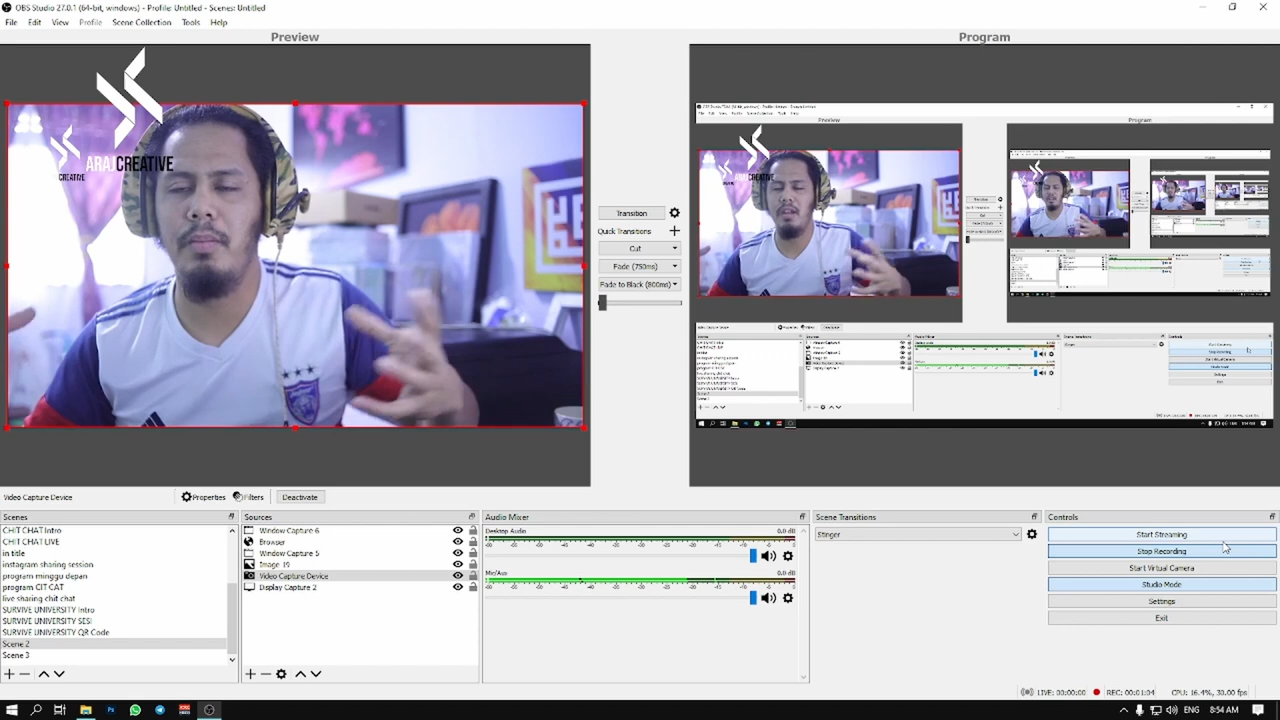 OBS Studio 27.0.1 (64-bit, windows) - Profile: Untitled - Scenes: Untitled
File Edit View Profile Scene Collection Tools Help
Preview
Program
ARAJ.CREATIVE
CREATIVE
Transition
Quick Transitions
Cut
Fade (750ms)
Fade to Black (800ms)
Preview
Program
Video Capture Device
Properties
Filters
Deactivate
Scenes
CHIT CHAT Intro
CHIT CHAT LIVE
in title
instagram sharing session
program minggu depan
program CIT CAT
live sharing chit chat
SURVIVE UNIVERSITY Intro
SURVIVE UNIVERSITY SESI
SURVIVE UNIVERSITY QR Code
Scene 2
Scene 3
Sources
Window Capture 6
Browser
Window Capture 5
Image 19
Video Capture Device
Display Capture 2
Audio Mixer
Desktop Audio 0.0 dB
Mic/Aux 0.0 dB
Scene Transitions
Stinger
Controls
Start Streaming
Stop Recording
Start Virtual Camera
Studio Mode
Settings
Exit
LIVE: 00:00:00 REC: 00:01:04 CPU: 16.4%, 30.00 fps
ENG 8:54 AM